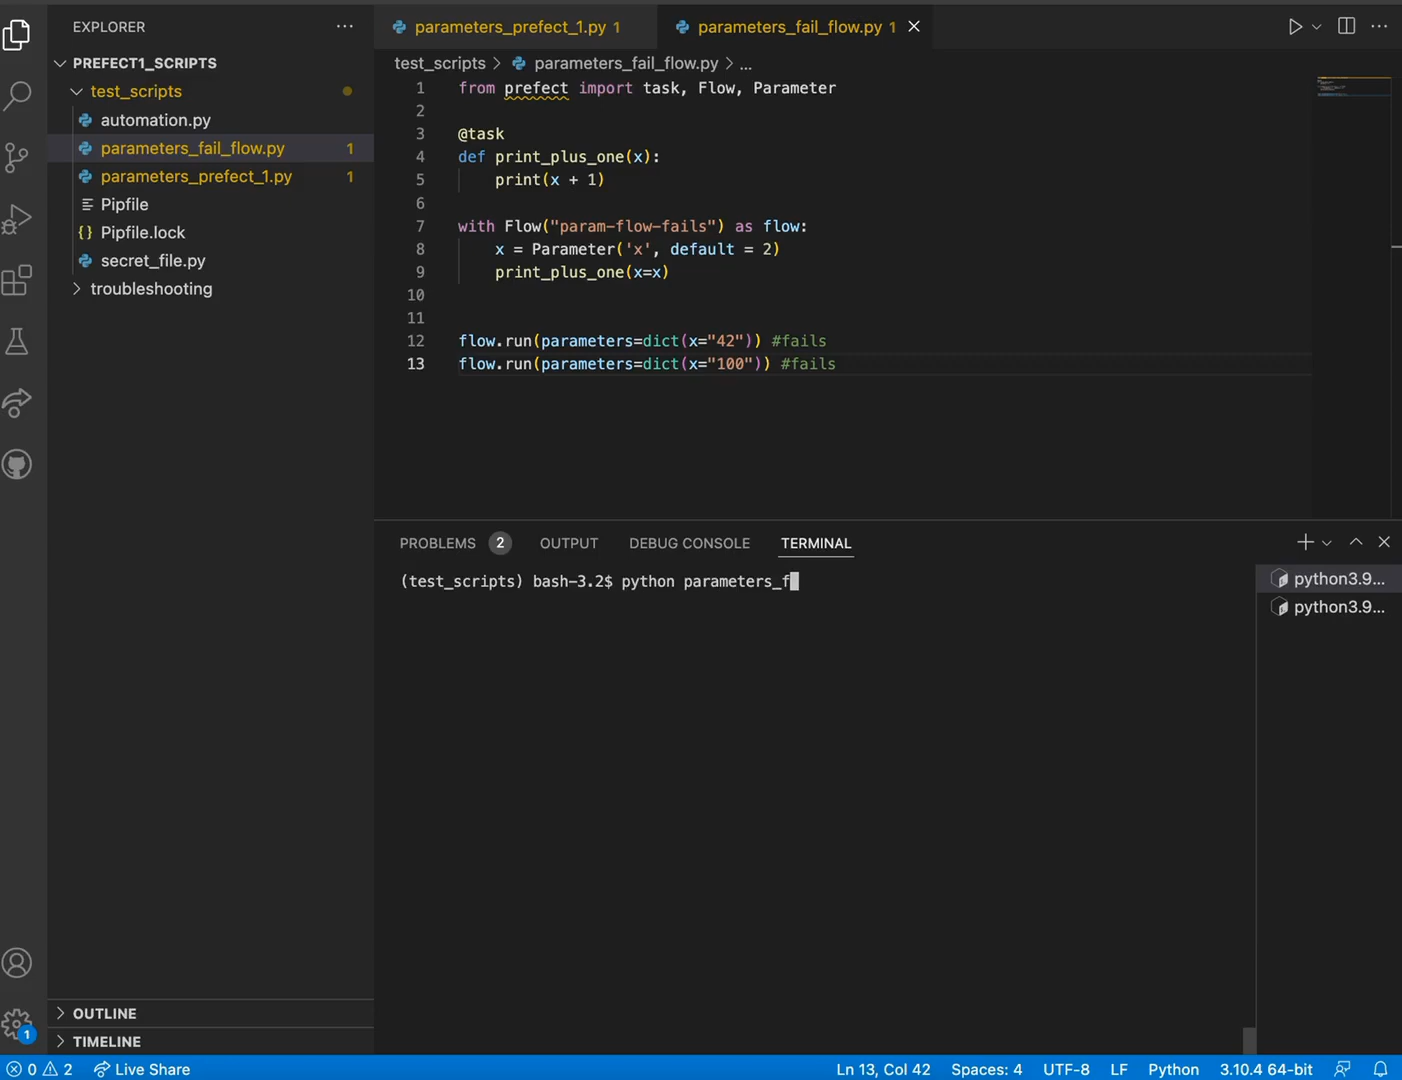 EXPLORER ...
PREFECT1_SCRIPTS
test_scripts
automation.py
parameters_fail_flow.py 1
parameters_prefect_1.py 1
Pipfile
Pipfile.lock
secret_file.py
troubleshooting
OUTLINE
TIMELINE
1
parameters_prefect_1.py 1
parameters_fail_flow.py 1
test_scripts > parameters_fail_flow.py > ...
1 from prefect import task, Flow, Parameter
2
3 @task
4 def print_plus_one(x):
5 print(x + 1)
6
7 with Flow("param-flow-fails") as flow:
8 x = Parameter('x', default = 2)
9 print_plus_one(x=x)
10
11
12 flow.run(parameters=dict(x="42")) #fails
13 flow.run(parameters=dict(x="100")) #fails
PROBLEMS 2 OUTPUT DEBUG CONSOLE TERMINAL
(test_scripts) bash-3.2$ python parameters_f
python3.9...
python3.9...
0 2 Live Share Ln 13, Col 42 Spaces: 4 UTF-8 LF Python 3.10.4 64-bit